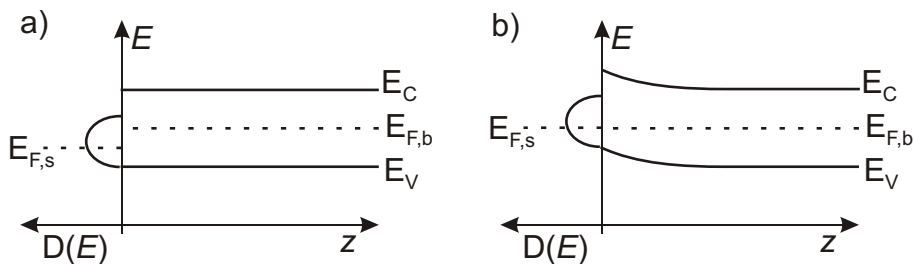 a)
E
E_C
E_F,b
E_F,s
E_V
D(E)
z
b)
E
E_C
E_F,b
E_F,s
E_V
D(E)
z